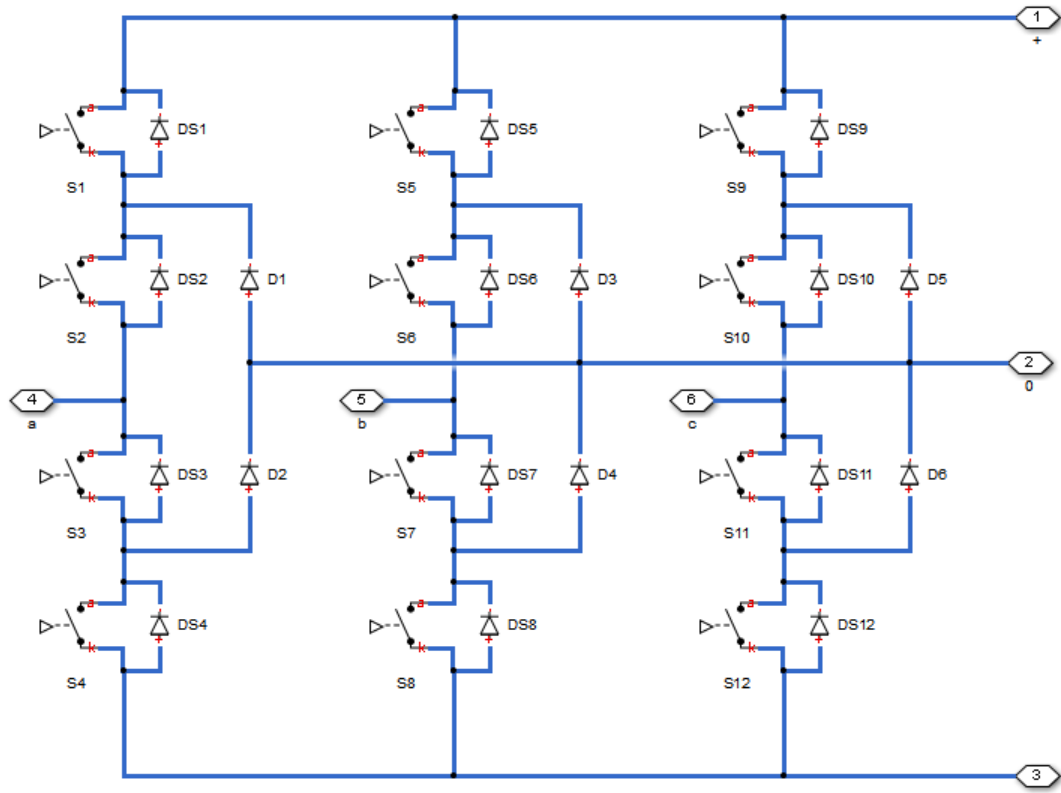 1
+
a
DS1
a
DS5
a
DS9
k
+
k
+
k
+
S1
S5
S9
a
DS2
D1
a
DS6
D3
a
DS10
D5
k
+
+
k
+
+
k
+
+
S2
S6
S10
2
0
4
a
5
b
6
c
a
DS3
D2
a
DS7
D4
a
DS11
D6
k
+
+
k
+
+
k
+
+
S3
S7
S11
a
DS4
a
DS8
a
DS12
k
+
k
+
k
+
S4
S8
S12
3